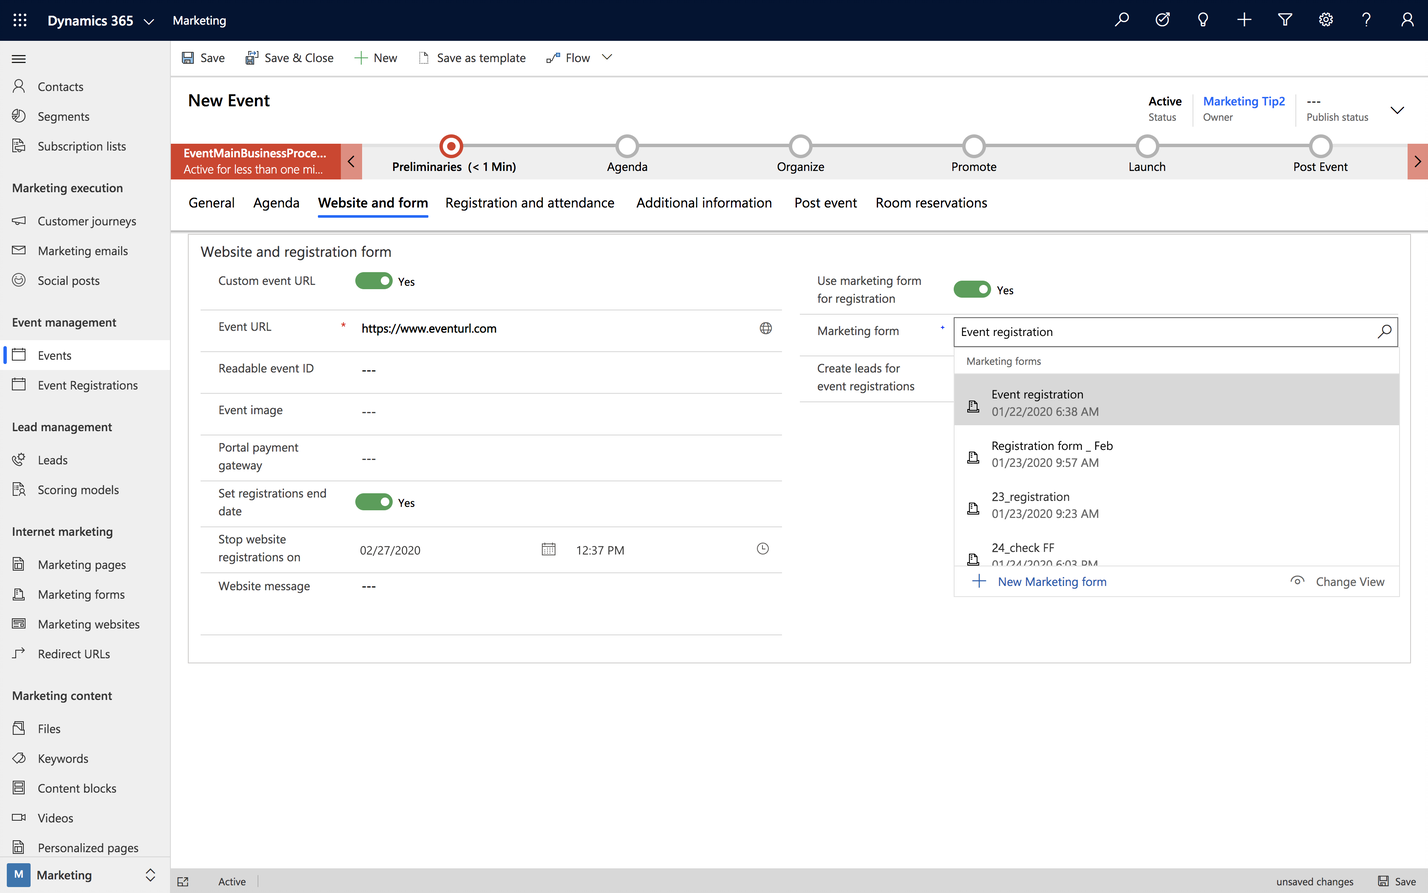 Dynamics 365
Marketing
Save
Save & Close
New
Save as template
Flow
Contacts
Segments
Subscription lists
Marketing execution
Customer journeys
Marketing emails
Social posts
Event management
Events
Event Registrations
Lead management
Leads
Scoring models
Internet marketing
Marketing pages
Marketing forms
Marketing websites
Redirect URLs
Marketing content
Files
Keywords
Content blocks
Videos
Personalized pages
M Marketing
New Event
Active
Status
Marketing Tip2
Owner
---
Publish status
EventMainBusinessProce...
Active for less than one mi...
Preliminaries (< 1 Min)
Agenda
Organize
Promote
Launch
Post Event
General
Agenda
Website and form
Registration and attendance
Additional information
Post event
Room reservations
Website and registration form
Custom event URL
Yes
Event URL
*
https://www.eventurl.com
Readable event ID
---
Event image
---
Portal payment
gateway
---
Set registrations end
date
Yes
Stop website
registrations on
02/27/2020
12:37 PM
Website message
---
Use marketing form
for registration
Yes
Marketing form
+
Event registration
Create leads for
event registrations
Marketing forms
Event registration
01/22/2020 6:38 AM
Registration form _ Feb
01/23/2020 9:57 AM
23_registration
01/23/2020 9:23 AM
24_check FF
01/24/2020 6:03 PM
New Marketing form
Change View
Active
unsaved changes
Save